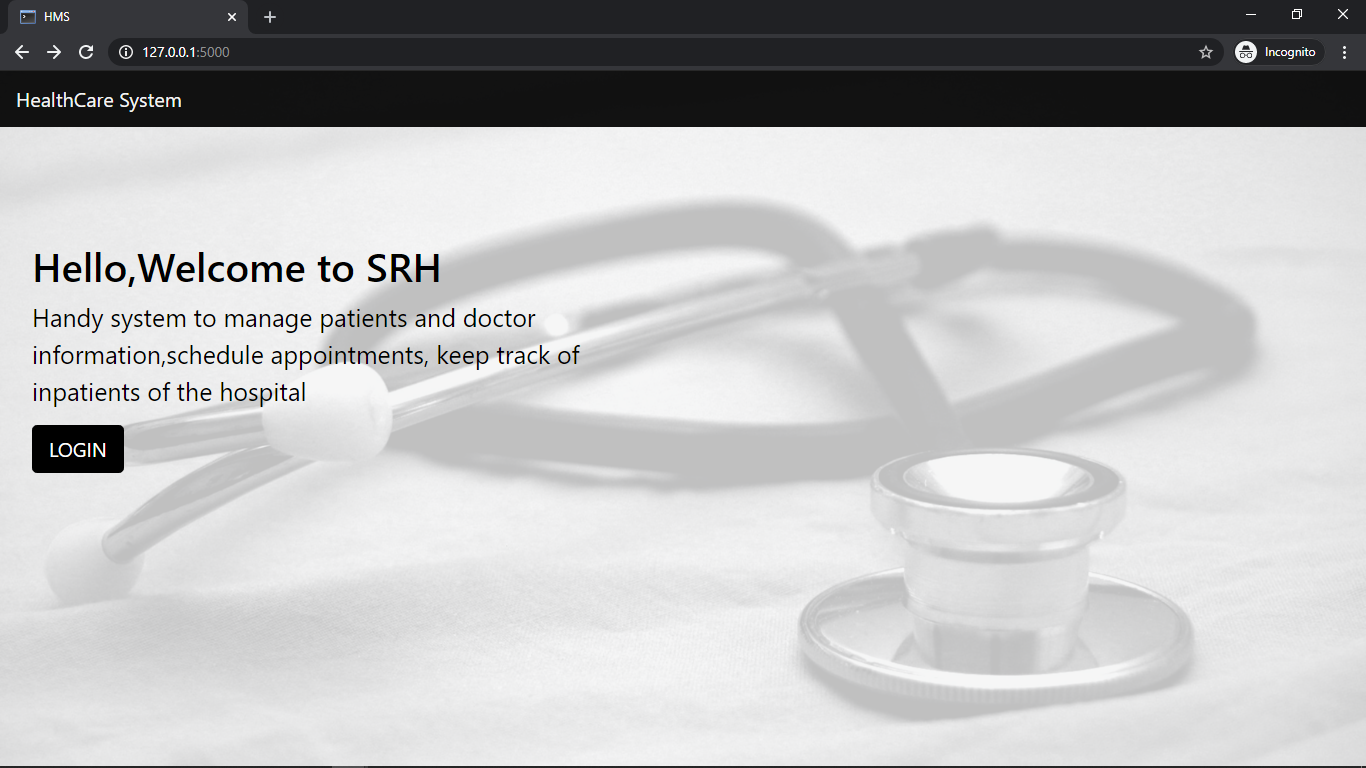 HMS
127.0.0.1:5000
Incognito
HealthCare System
Hello,Welcome to SRH
Handy system to manage patients and doctor
information,schedule appointments, keep track of
inpatients of the hospital
LOGIN